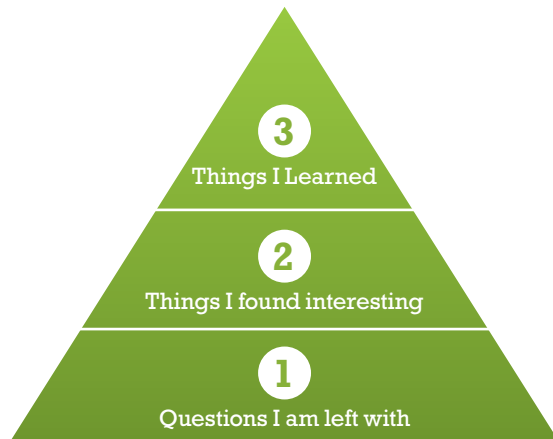 3
Things I Learned
2
Things I found interesting
1
Questions I am left with